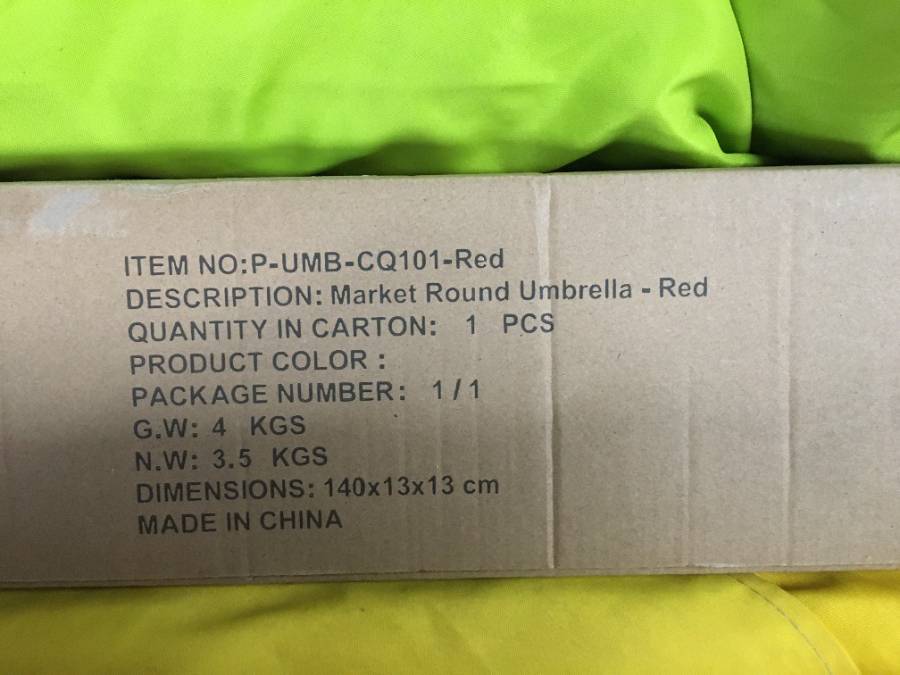 ITEM NO:P-UMB-CQ101-Red
DESCRIPTION: Market Round Umbrella - Red
QUANTITY IN CARTON: 1 PCS
PRODUCT COLOR :
PACKAGE NUMBER: 1 / 1
G.W: 4 KGS
N.W: 3.5 KGS
DIMENSIONS: 140x13x13 cm
MADE IN CHINA